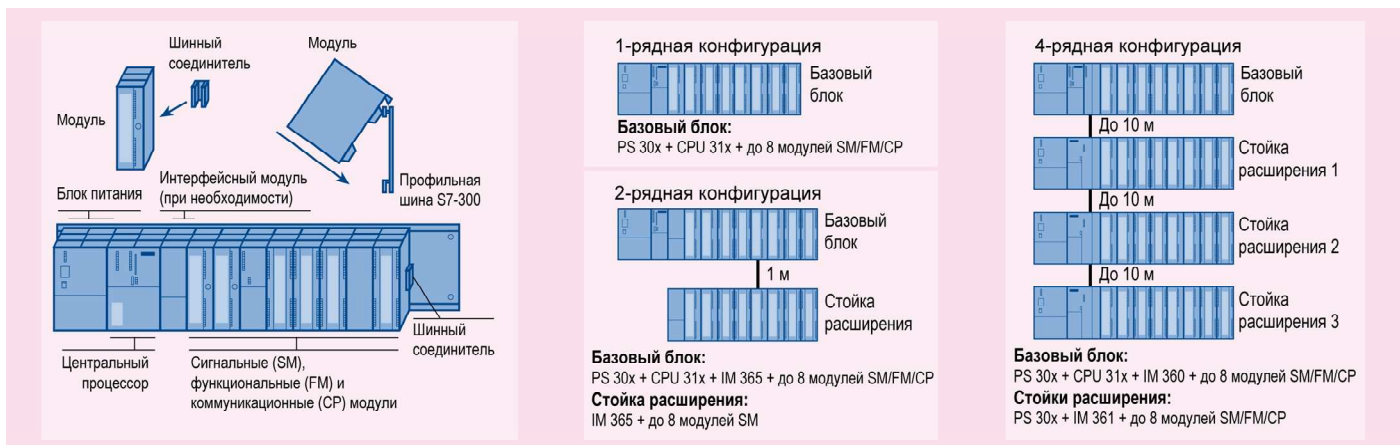 Шинный
соединитель
Модуль
Модуль
Профильная
шина S7-300
Блок питания
Интерфейсный модуль
(при необходимости)
Шинный
соединитель
Центральный
процессор
Сигнальные (SM),
функциональные (FM) и
коммуникационные (CP) модули
1-рядная конфигурация
Базовый
блок
Базовый блок:
PS 30x + CPU 31x + до 8 модулей SM/FM/CP
2-рядная конфигурация
Базовый
блок
1 м
Стойка
расширения
Базовый блок:
PS 30x + CPU 31x + IM 365 + до 8 модулей SM/FM/CP
Стойка расширения:
IM 365 + до 8 модулей SM
4-рядная конфигурация
Базовый
блок
До 10 м
Стойка
расширения 1
До 10 м
Стойка
расширения 2
До 10 м
Стойка
расширения 3
Базовый блок:
PS 30x + CPU 31x + IM 360 + до 8 модулей SM/FM/CP
Стойки расширения:
PS 30x + IM 361 + до 8 модулей SM/FM/CP